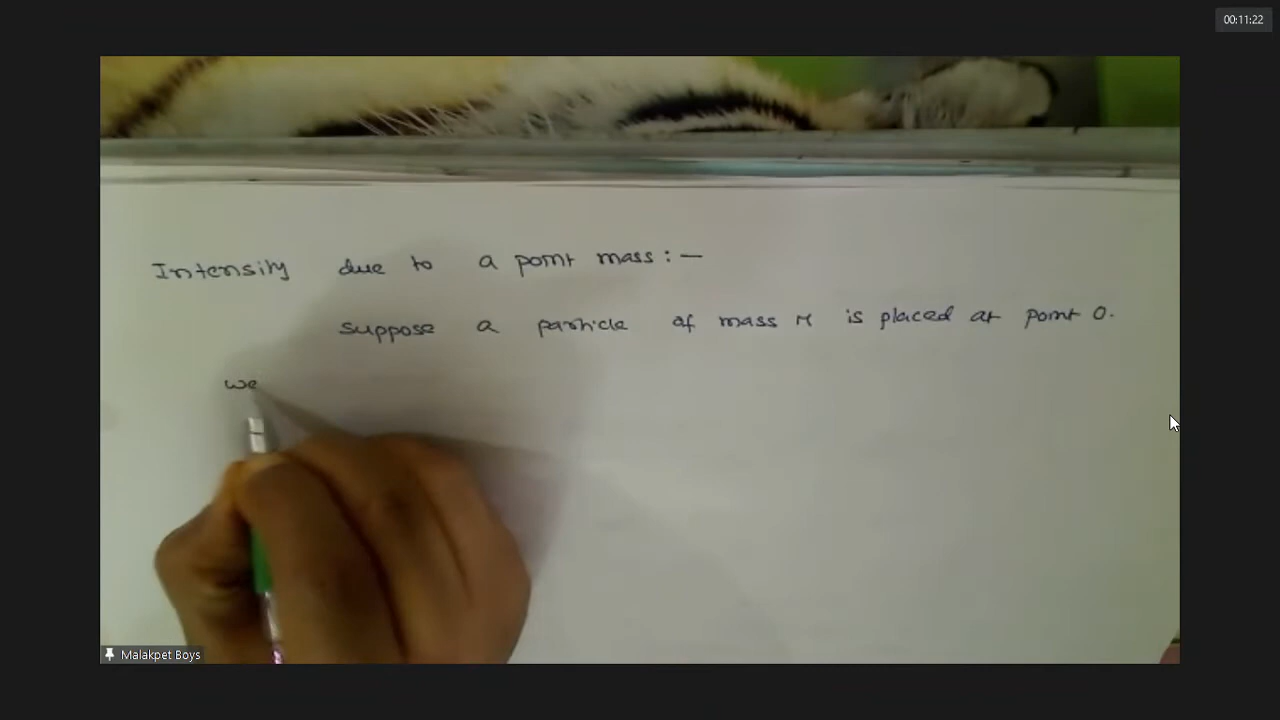 00:11:22
Intensity due to a point mass :—
Suppose a particle of mass M is placed at point O.
we
Malakpet Boys